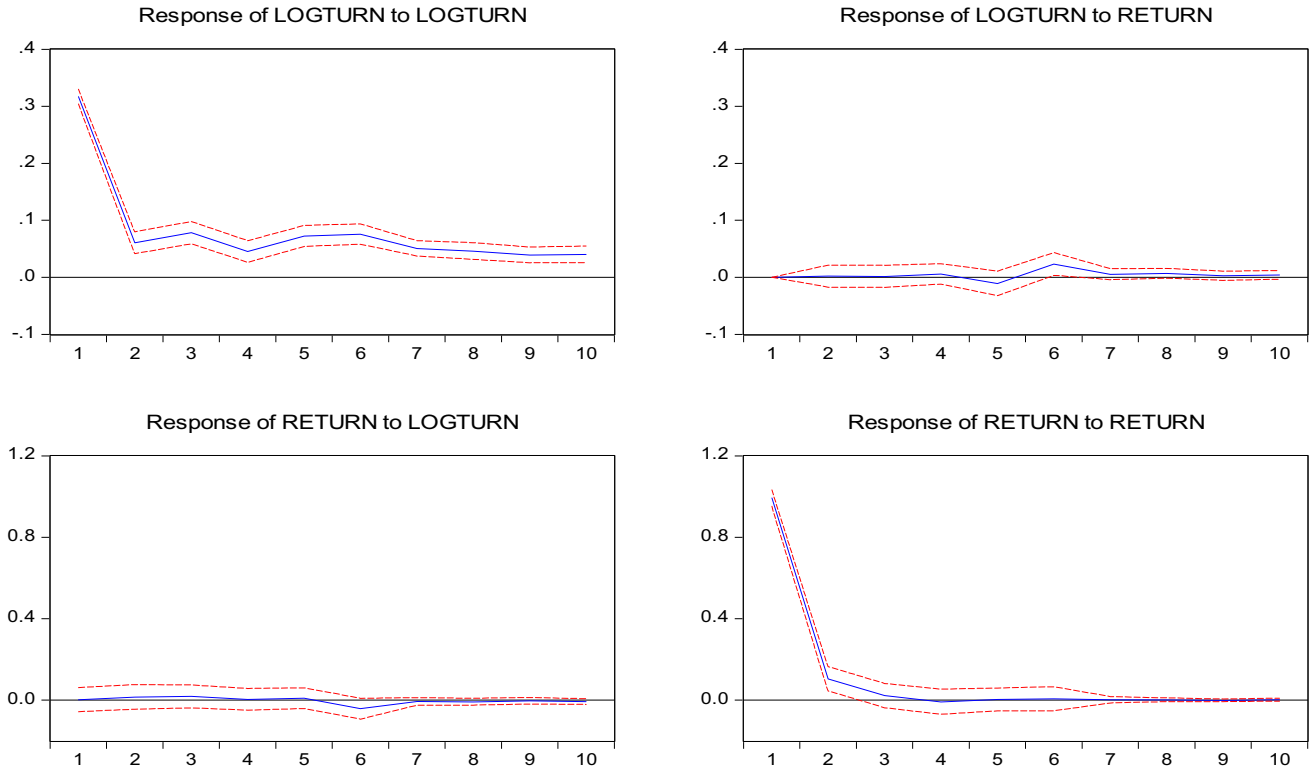 Response of LOGTURN to LOGTURN
.4
.3
.2
.1
.0
-.1
1 2 3 4 5 6 7 8 9 10
Response of LOGTURN to RETURN
.4
.3
.2
.1
.0
-.1
1 2 3 4 5 6 7 8 9 10
Response of RETURN to LOGTURN
1.2
0.8
0.4
0.0
1 2 3 4 5 6 7 8 9 10
Response of RETURN to RETURN
1.2
0.8
0.4
0.0
1 2 3 4 5 6 7 8 9 10